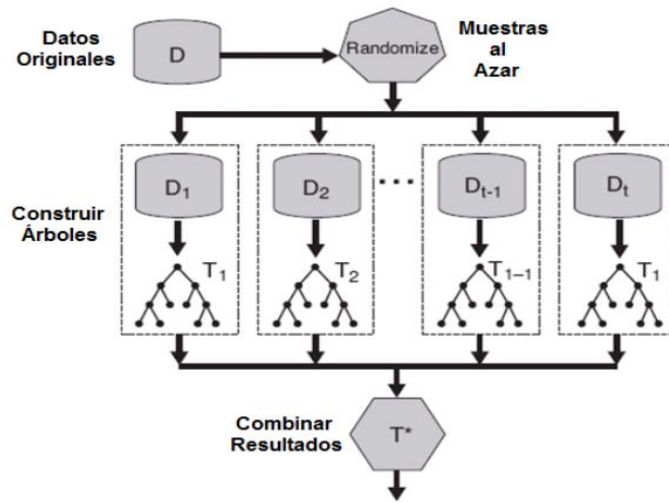 Datos
Originales
D
Randomize
Muestras
al
Azar
Construir
Árboles
D1
D2
...
Dt-1
Dt
T1
T2
T1–1
T1
Combinar
Resultados
T*